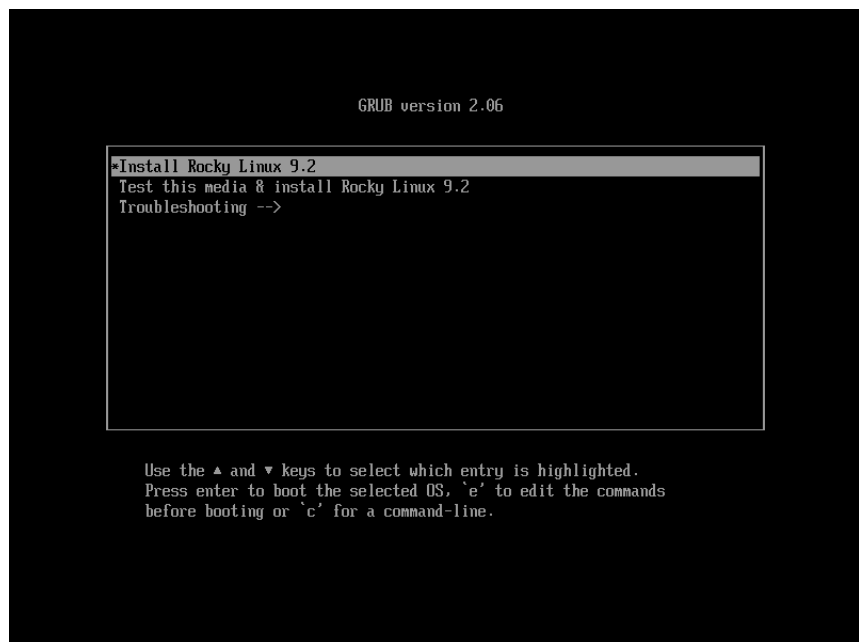 GRUB version 2.06
*Install Rocky Linux 9.2
Test this media & install Rocky Linux 9.2
Troubleshooting -->
Use the ▲ and ▼ keys to select which entry is highlighted.
Press enter to boot the selected OS, `e' to edit the commands
before booting or `c' for a command-line.